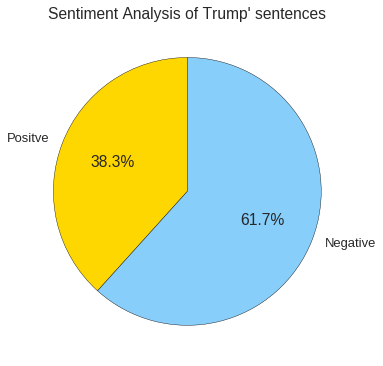 Sentiment Analysis of Trump' sentences
Positve
38.3%
61.7%
Negative